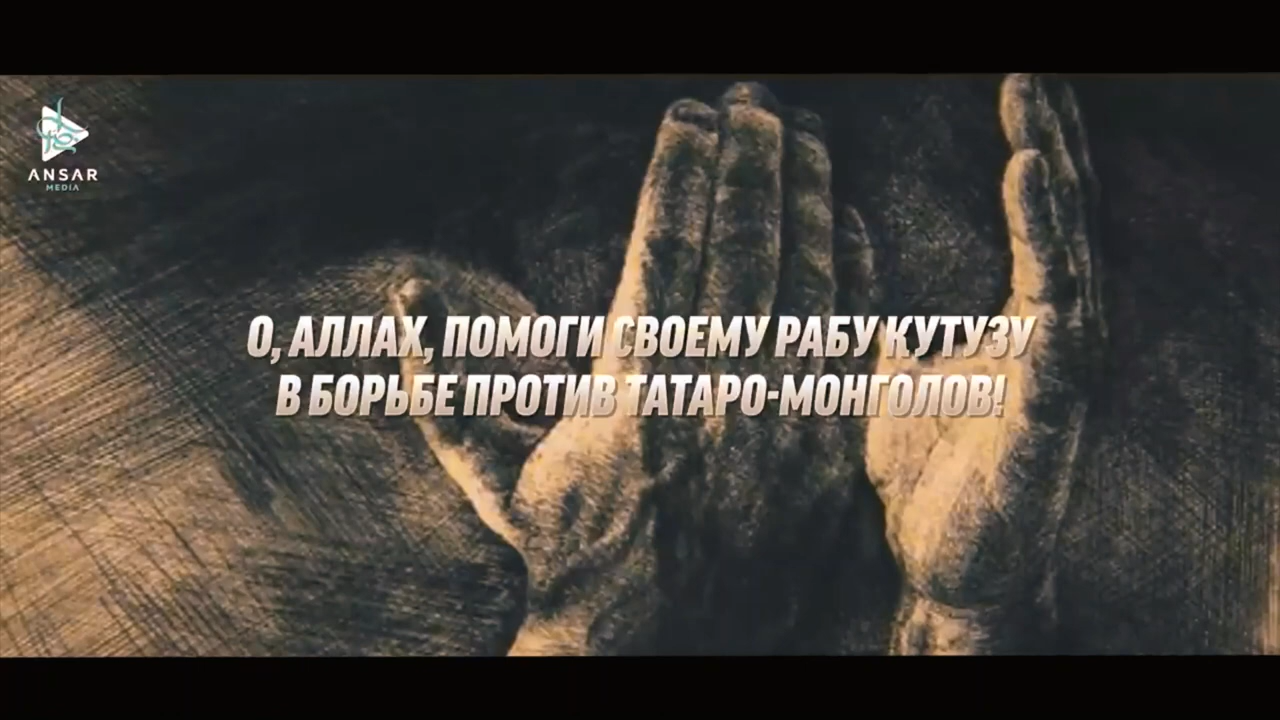 ANSAR
MEDIA
О, АЛЛАХ, ПОМОГИ СВОЕМУ РАБУ КУТУЗУ
В БОРЬБЕ ПРОТИВ ТАТАРО-МОНГОЛОВ!